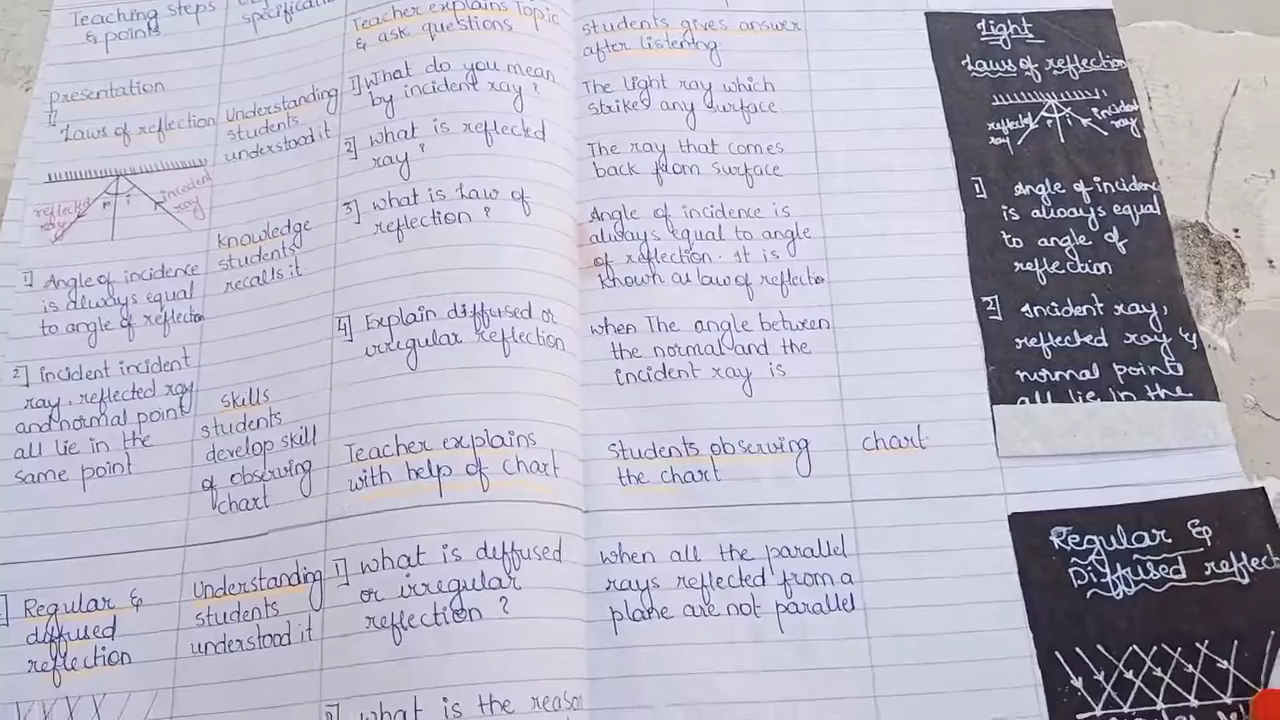 Teaching steps
& points
Teacher explains Topic
& ask questions
students gives answer
after listening
presentation
1]
Laws of reflection
reflected
ray
r
i
incedent
ray
1] Angle of incidence
is always equal
to angle of reflection
2] incident incident
ray, reflected ray
and normal point
all lie in the
same point
Understanding
students
understood it
knowledge
students
recalls it
skills
students
develop skill
of observing
chart
1] What do you mean
by incident ray?
2] what is reflected
ray?
3] what is Law of
reflection?
4] Explain diffused or
irregular reflection
Teacher explains
with help of chart
The light ray which
strikes any surface
The ray that comes
back from surface
Angle of incidence is
always equal to angle
of reflection. It is
known as law of reflectio
when The angle between
the normal and the
incident ray is
students observing
the chart
chart
Light
Laws of reflection
reflected
ray
r
i
incident
ray
1] Angle of incidence
is always equal
to angle of
reflection
2] Incident ray,
reflected ray &
normal point
all lie in the
] Regular &
diffused
reflection
Understanding
students
understood it
1] what is deffused
or irregular
reflection?
what is the reason
when all the parallel
rays reflected from a
plane are not parallel
Regular &
Diffused reflect